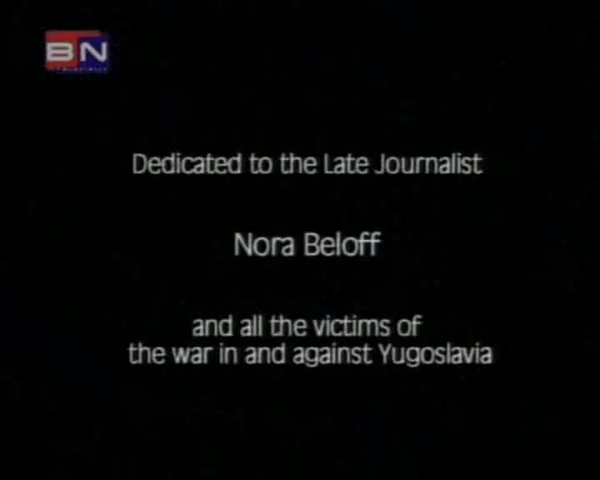 BN
Dedicated to the Late Journalist
Nora Beloff
and all the victims of
the war in and against Yugoslavia